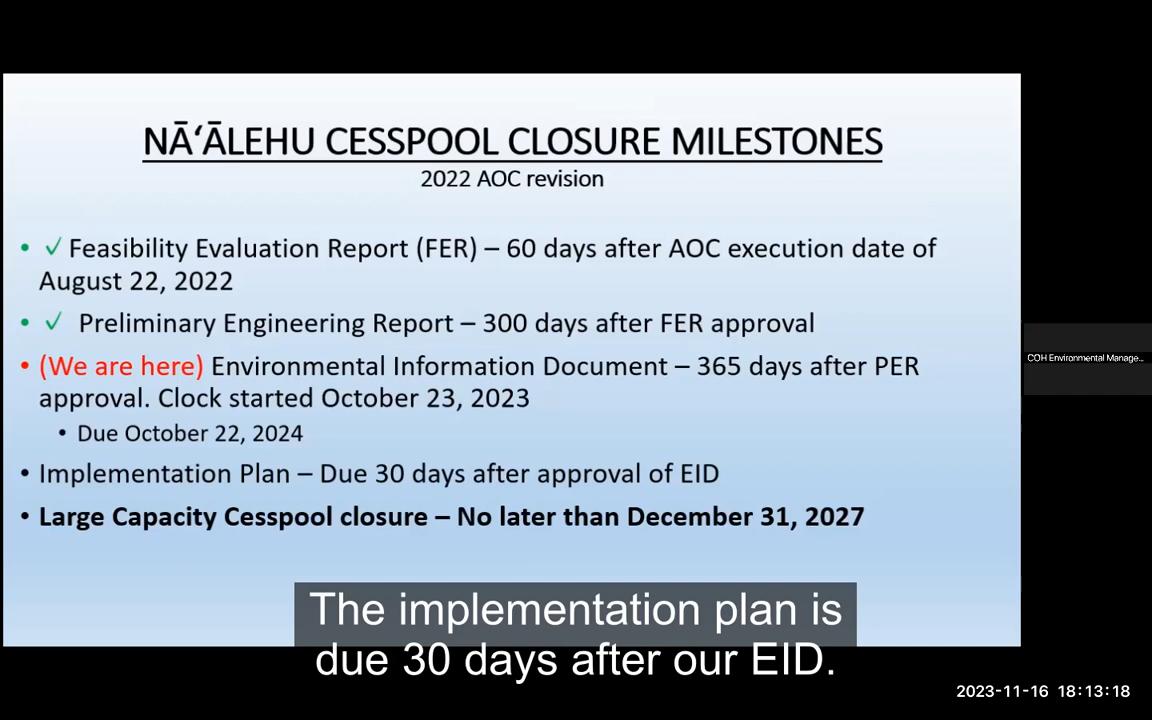 NĀʻĀLEHU CESSPOOL CLOSURE MILESTONES
2022 AOC revision
• ✓ Feasibility Evaluation Report (FER) – 60 days after AOC execution date of
August 22, 2022
• ✓ Preliminary Engineering Report – 300 days after FER approval
• (We are here) Environmental Information Document – 365 days after PER
approval. Clock started October 23, 2023
• Due October 22, 2024
• Implementation Plan – Due 30 days after approval of EID
• Large Capacity Cesspool closure – No later than December 31, 2027
COH Environmental Manage...
The implementation plan is
due 30 days after our EID.
2023-11-16 18:13:18